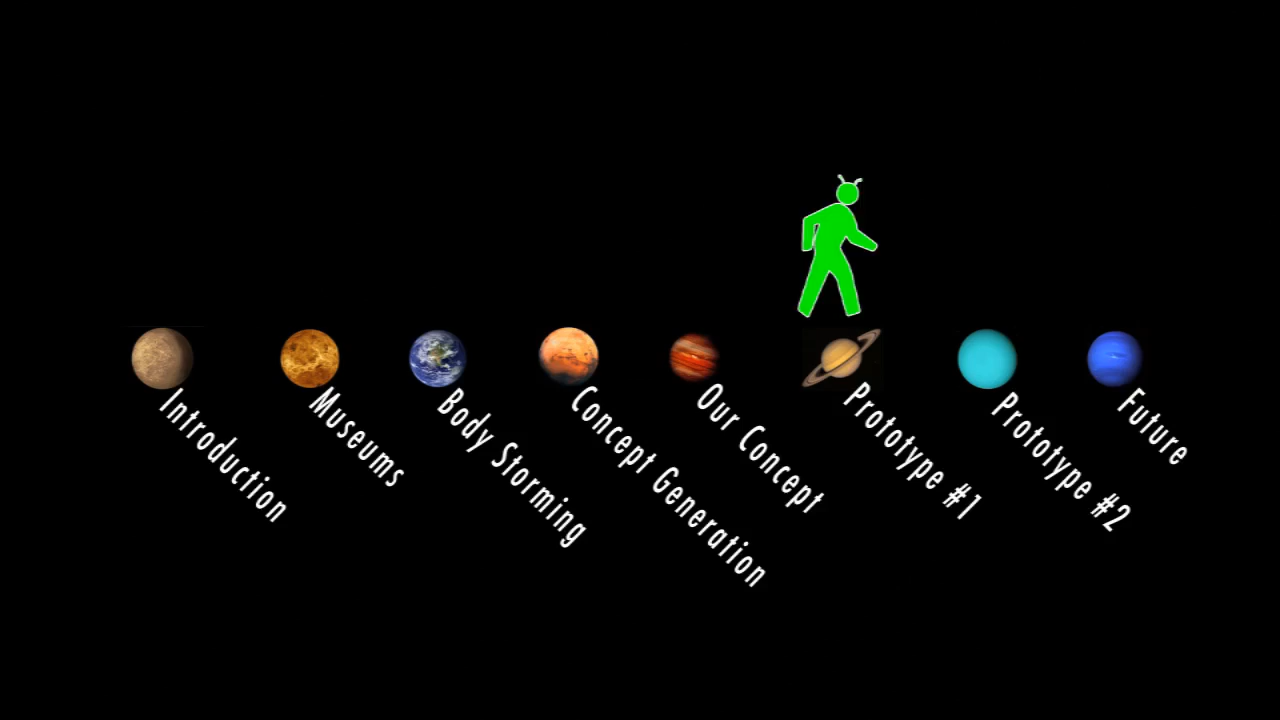 Introduction
Museums
Body Storming
Concept Generation
Our Concept
Prototype #1
Prototype #2
Future